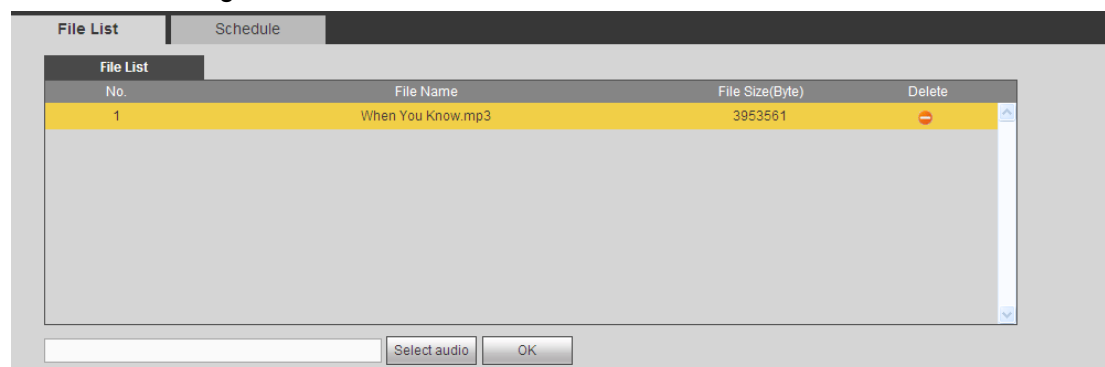 File List Schedule
File List
No. File Name File Size(Byte) Delete
1 When You Know.mp3 3953561
Select audio OK